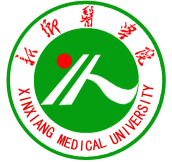 新乡医学院
XINXIANG MEDICAL UNIVERSITY